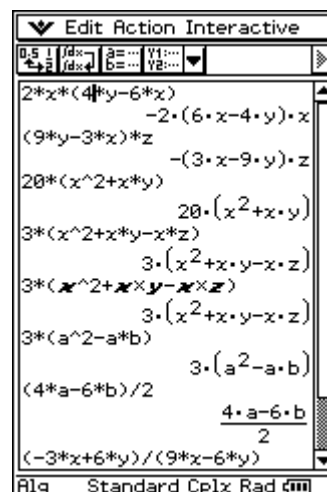 Edit Action Interactive
2*x*(4*y-6*x)
-2·(6·x-4·y)·x
(9*y-3*x)*z
-(3·x-9·y)·z
20*(x^2+x*y)
20·(x²+x·y)
3*(x^2+x*y-x*z)
3·(x²+x·y-x·z)
3*(x^2+x×y-x×z)
3·(x²+x·y-x·z)
3*(a^2-a*b)
3·(a²-a·b)
(4*a-6*b)/2
4·a-6·b
2
(-3*x+6*y)/(9*x-6*y)
Alg Standard Cplx Rad